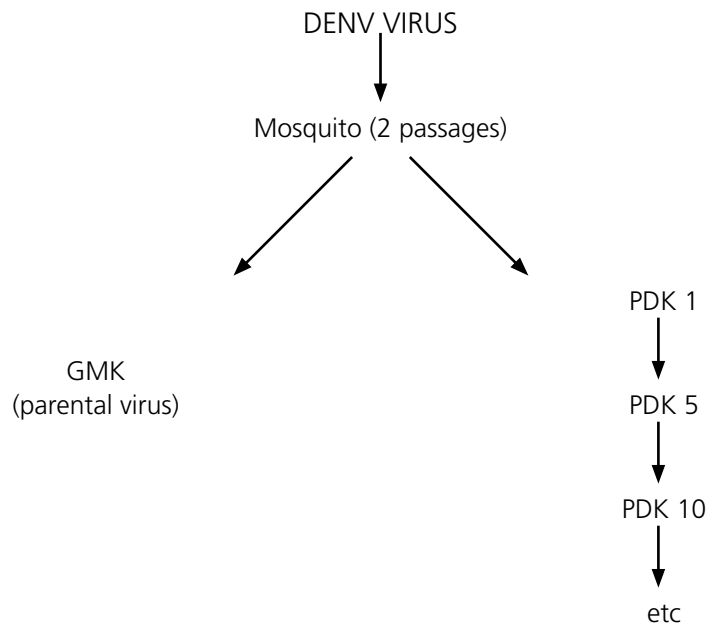 DENV VIRUS
Mosquito (2 passages)
GMK
(parental virus)
PDK 1
PDK 5
PDK 10
etc